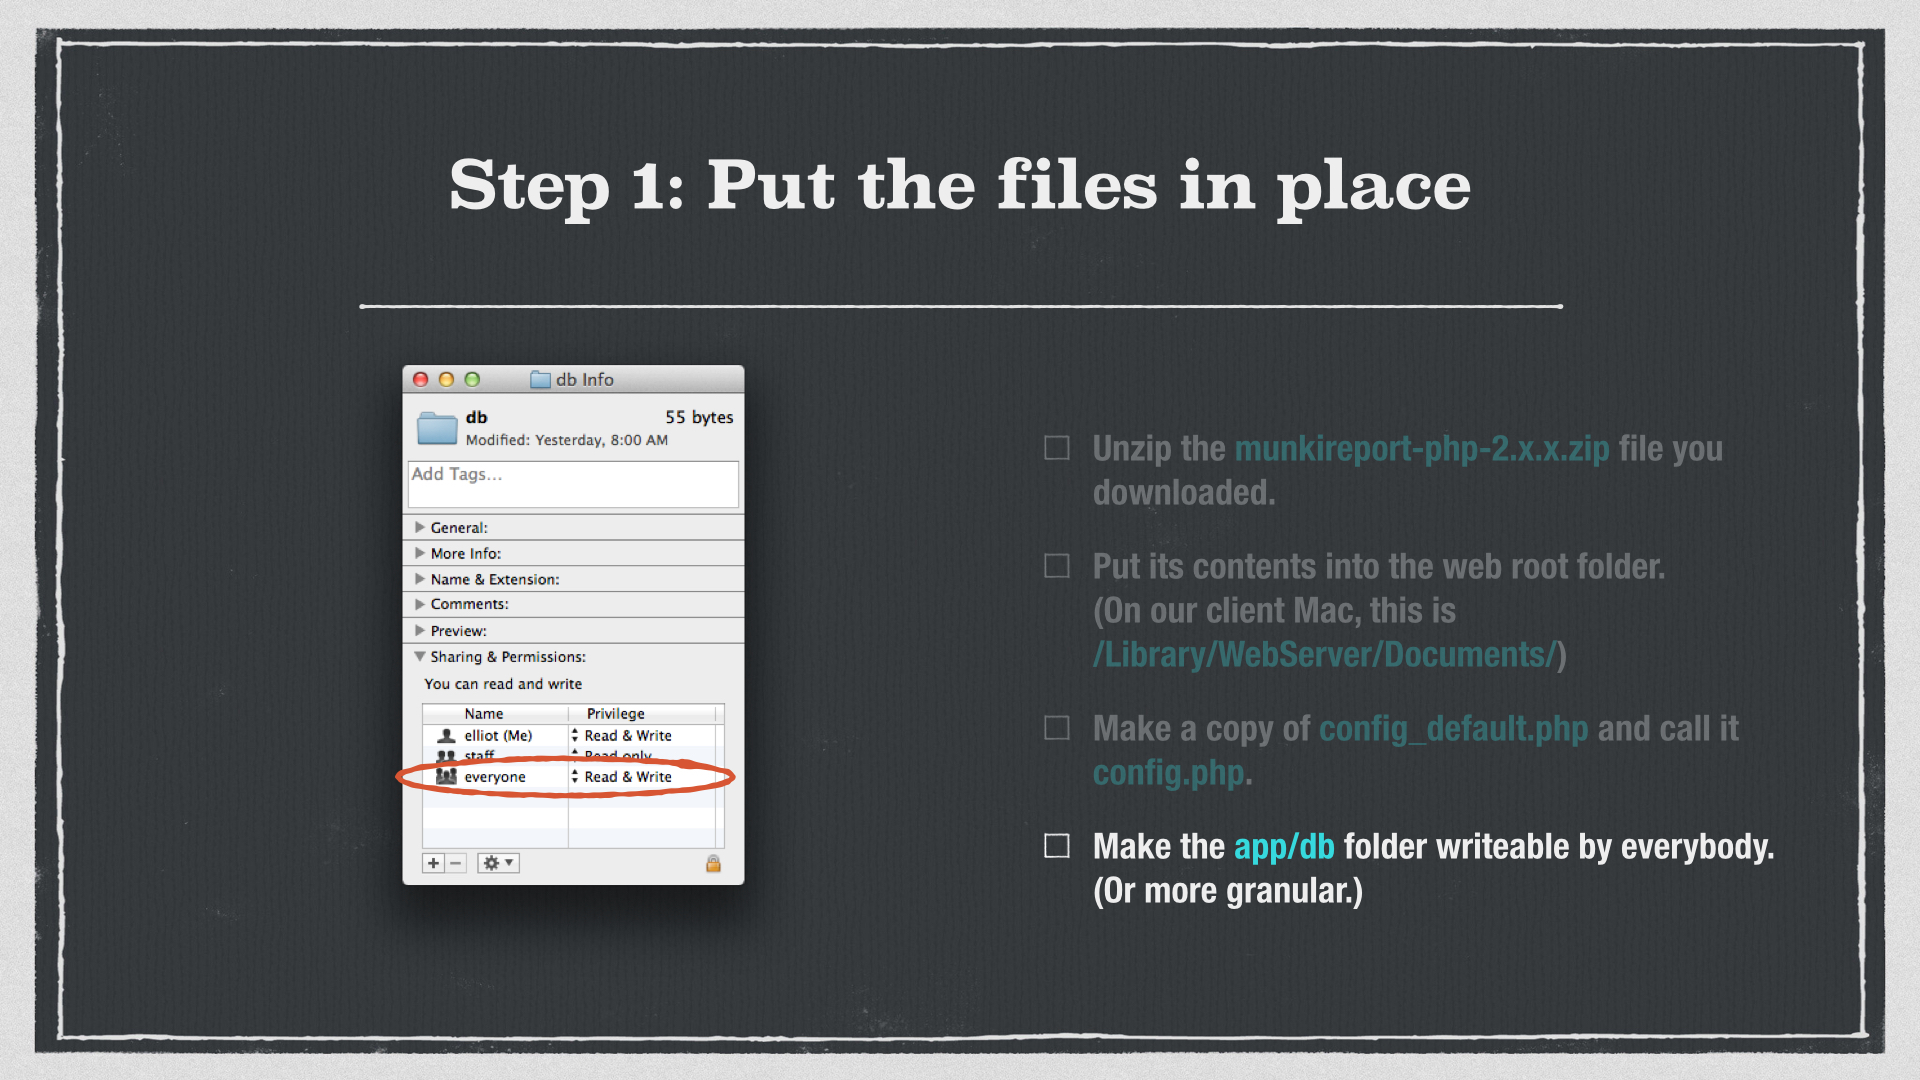 Step 1: Put the files in place
db Info
db
55 bytes
Modified: Yesterday, 8:00 AM
Add Tags...
General:
More Info:
Name & Extension:
Comments:
Preview:
Sharing & Permissions:
You can read and write
Name Privilege
elliot (Me) Read & Write
staff Read only
everyone Read & Write
Unzip the munkireport-php-2.x.x.zip file you
downloaded.
Put its contents into the web root folder.
(On our client Mac, this is
/Library/WebServer/Documents/)
Make a copy of config_default.php and call it
config.php.
Make the app/db folder writeable by everybody.
(Or more granular.)